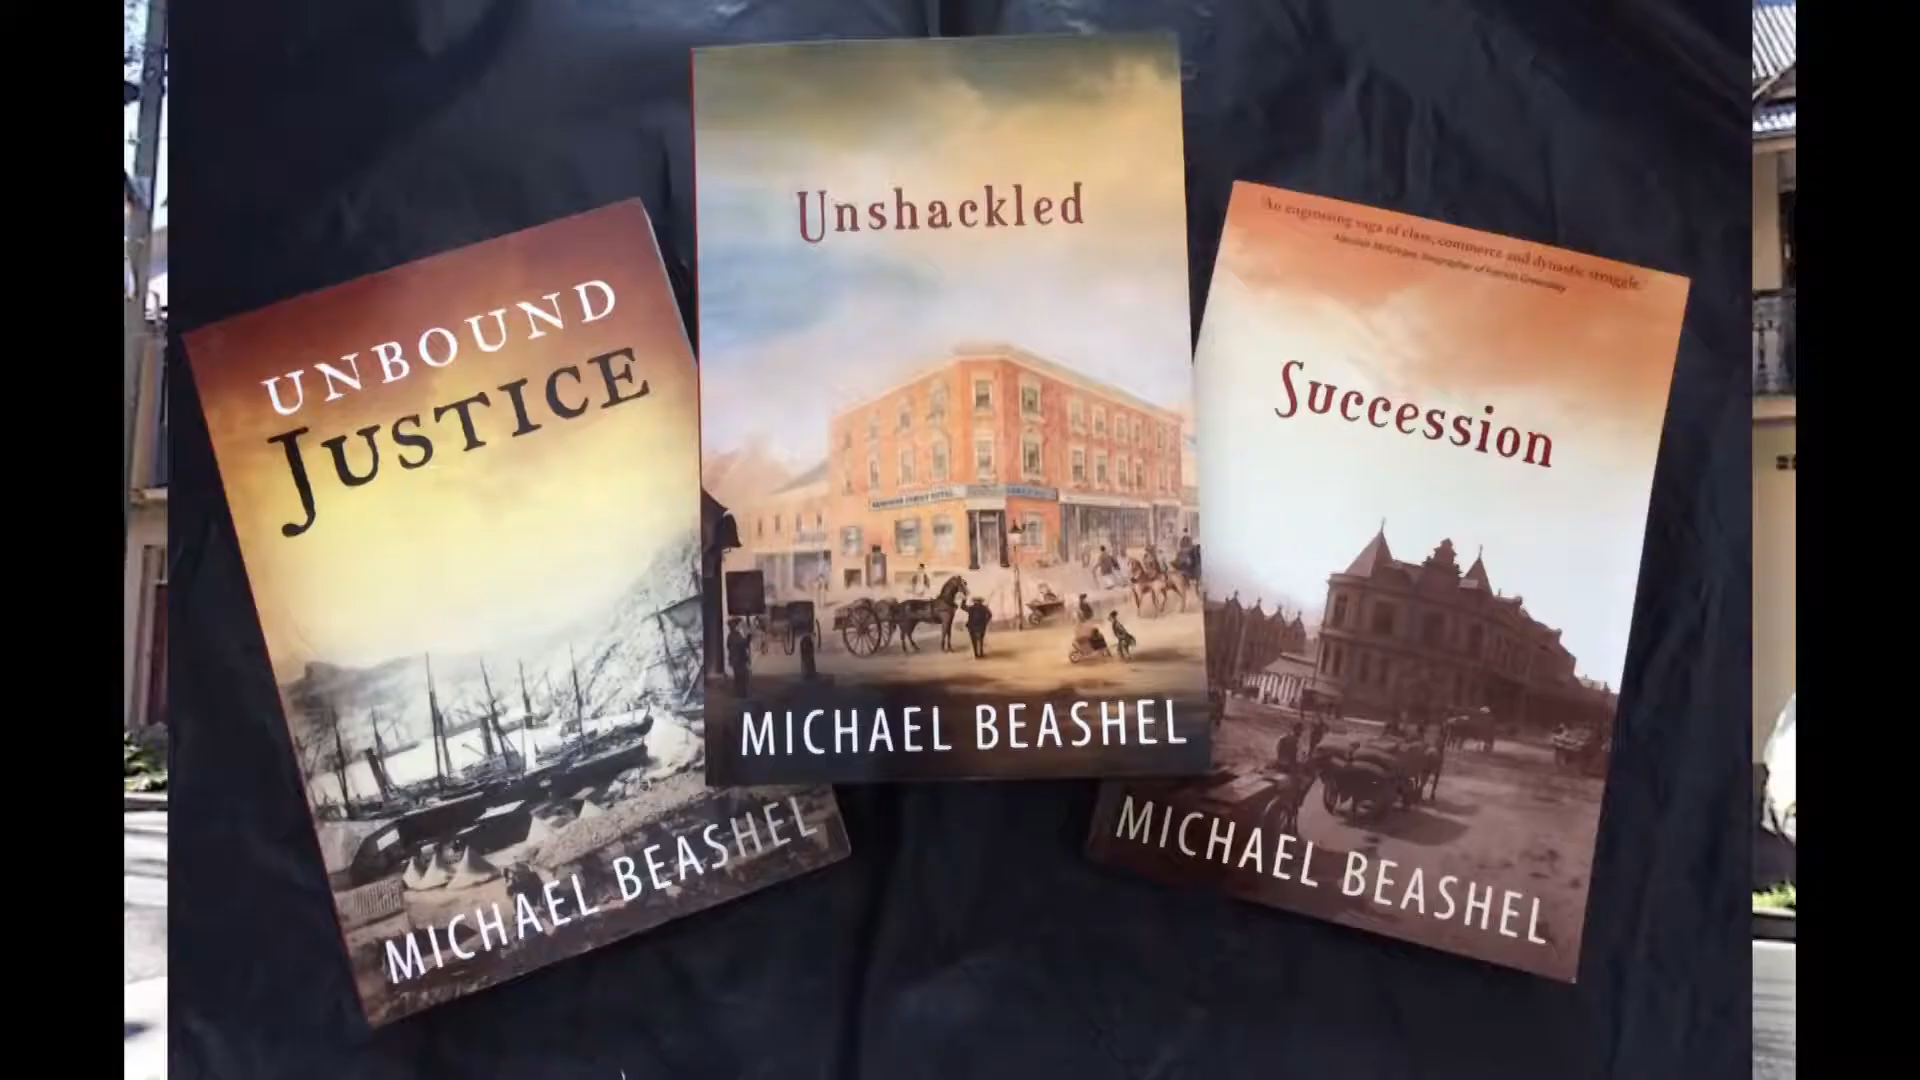 UNBOUND
JUSTICE
MICHAEL BEASHEL
Unshackled
MICHAEL BEASHEL
'An engrossing saga of class, commerce and dynastic struggle.'
Succession
MICHAEL BEASHEL